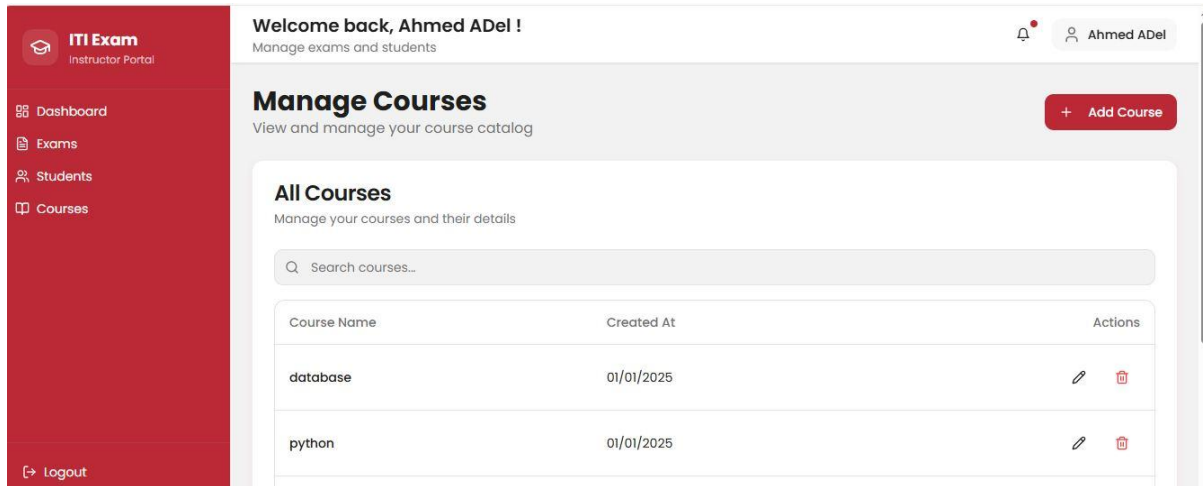 ITI Exam
Instructor Portal
Dashboard
Exams
Students
Courses
Logout
Welcome back, Ahmed ADel !
Manage exams and students
Ahmed ADel
Manage Courses
View and manage your course catalog
+ Add Course
All Courses
Manage your courses and their details
Search courses...
Course Name Created At Actions
database 01/01/2025
python 01/01/2025